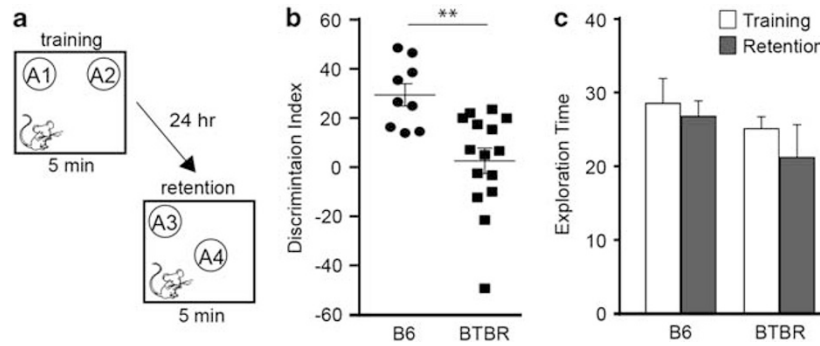 a
training
A1 A2
5 min
24 hr
retention
A3
A4
5 min
b
**
Discrimintaion Index
60
40
20
0
-20
-40
-60
B6 BTBR
c
Training
Retention
Exploration Time
40
30
20
10
0
B6 BTBR